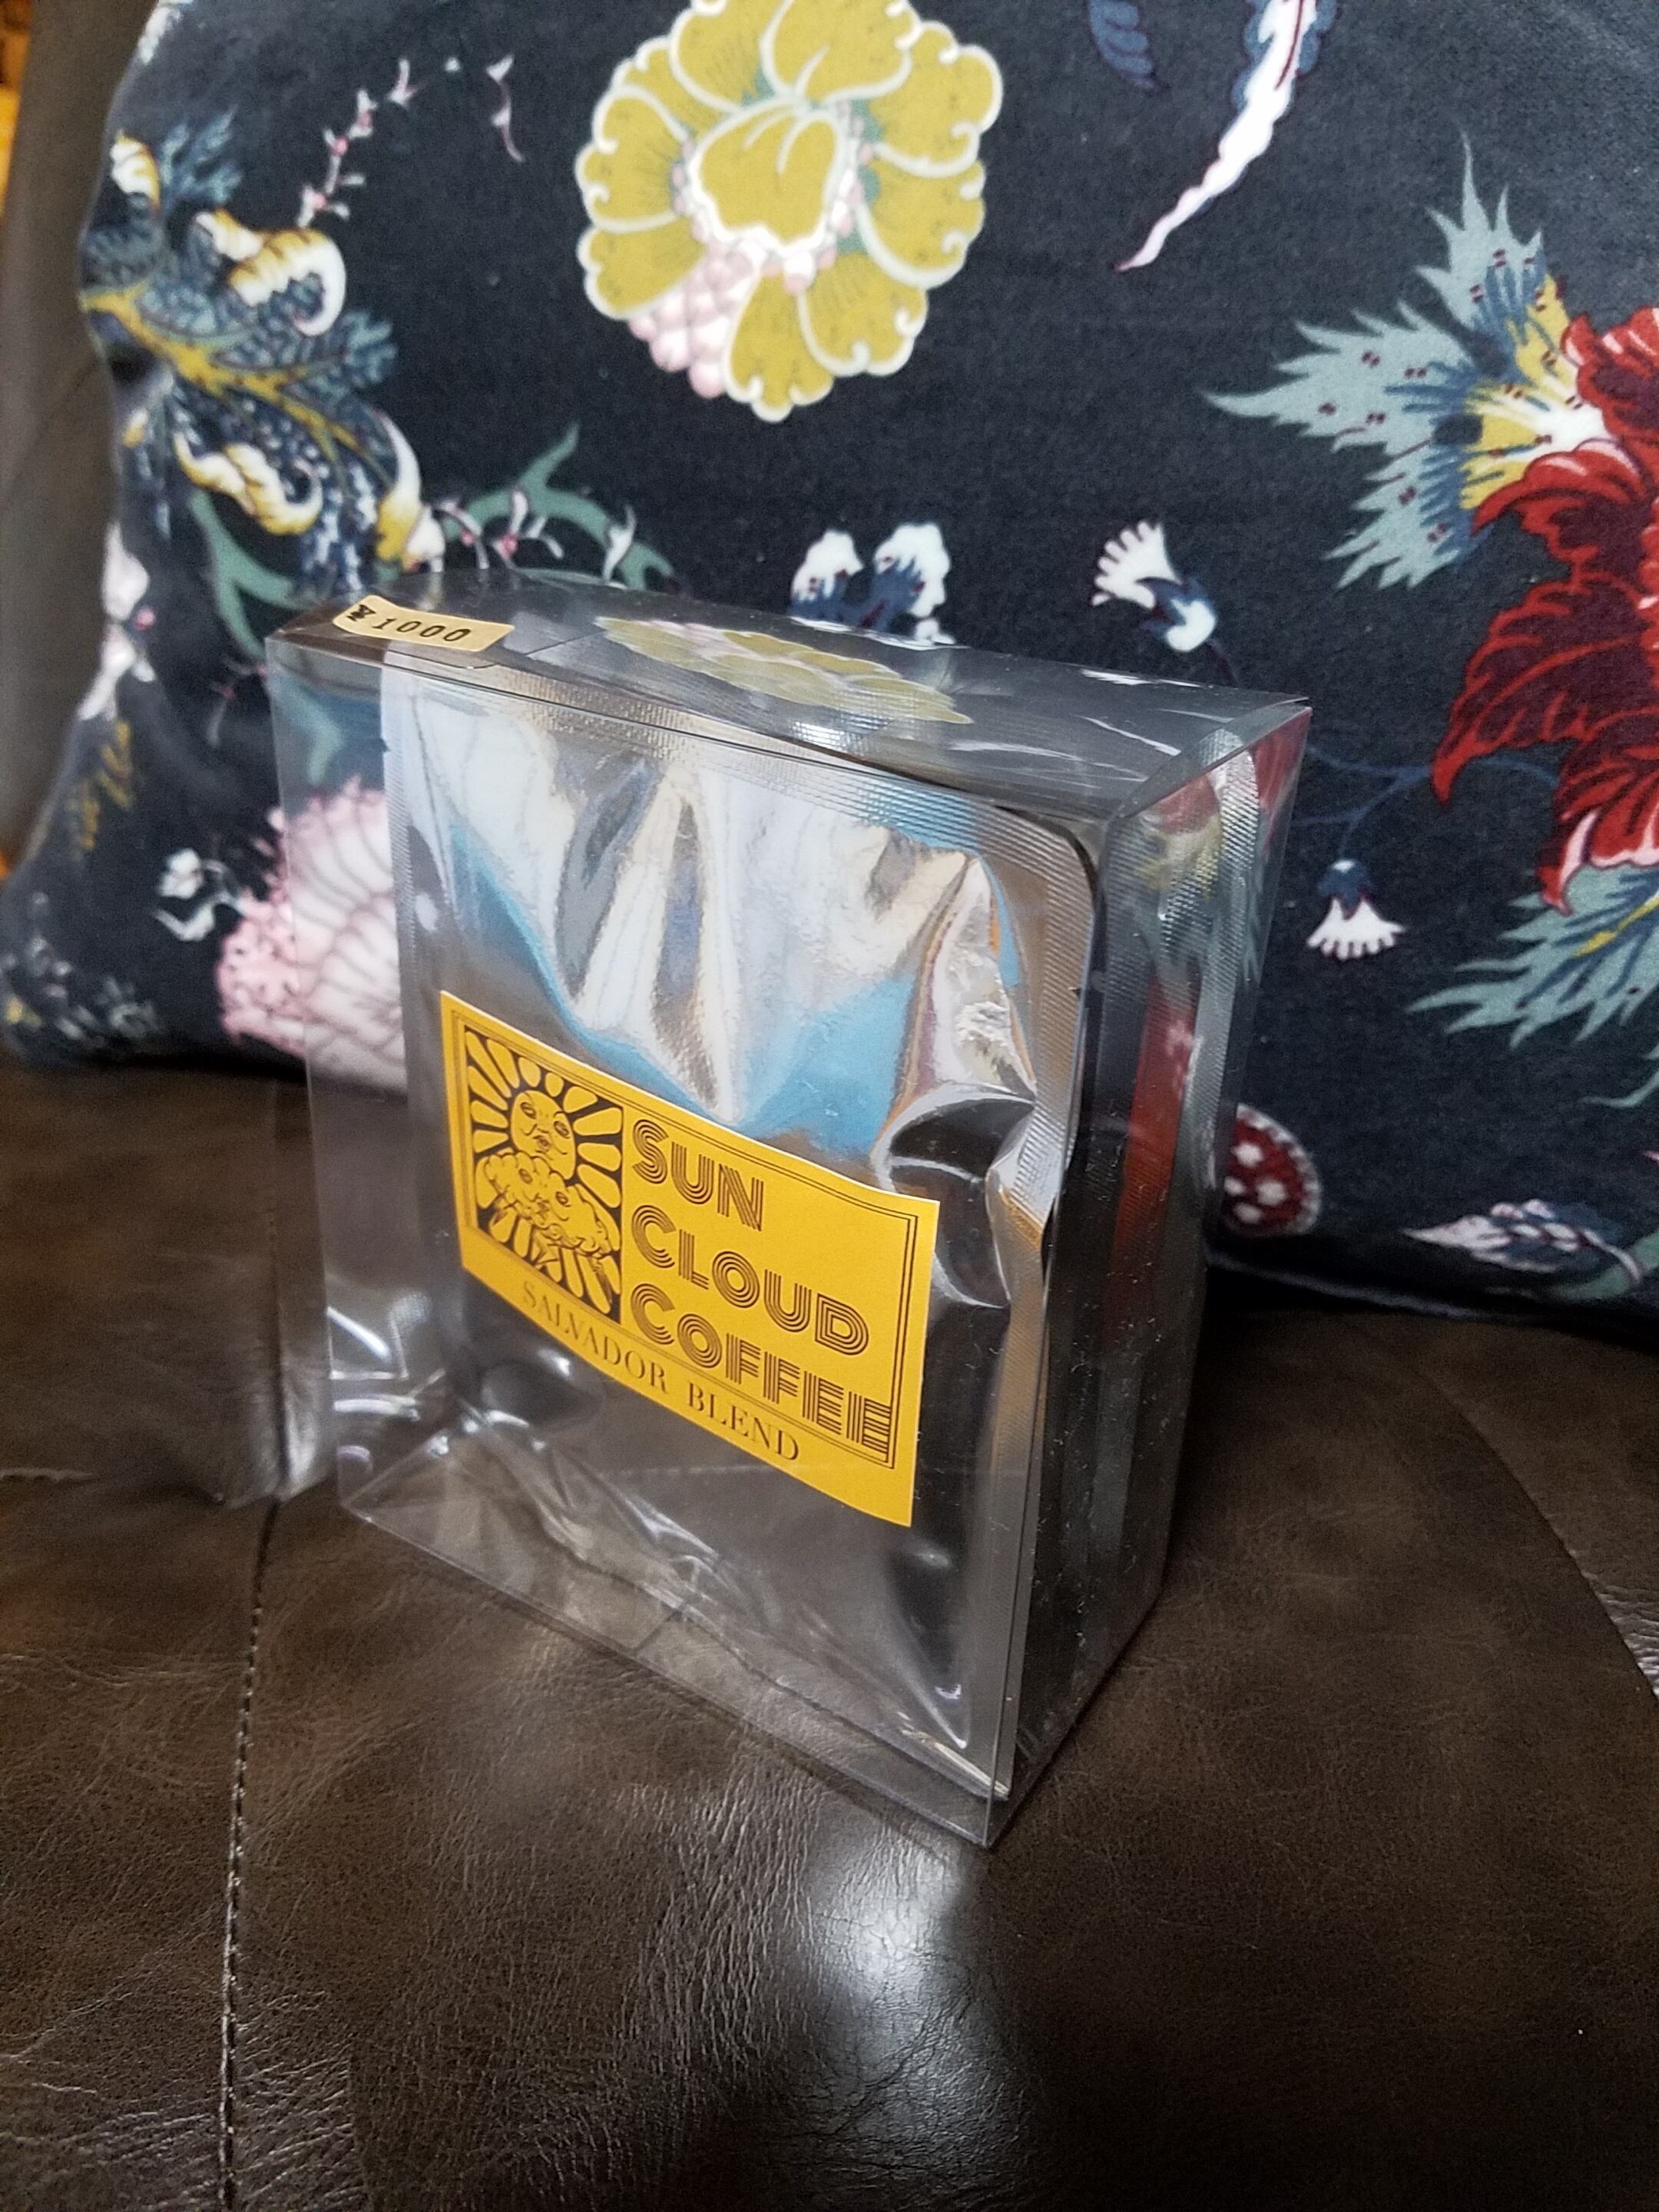 ¥1000
SUN
CLOUD
COFFEE
SALVADOR BLEND